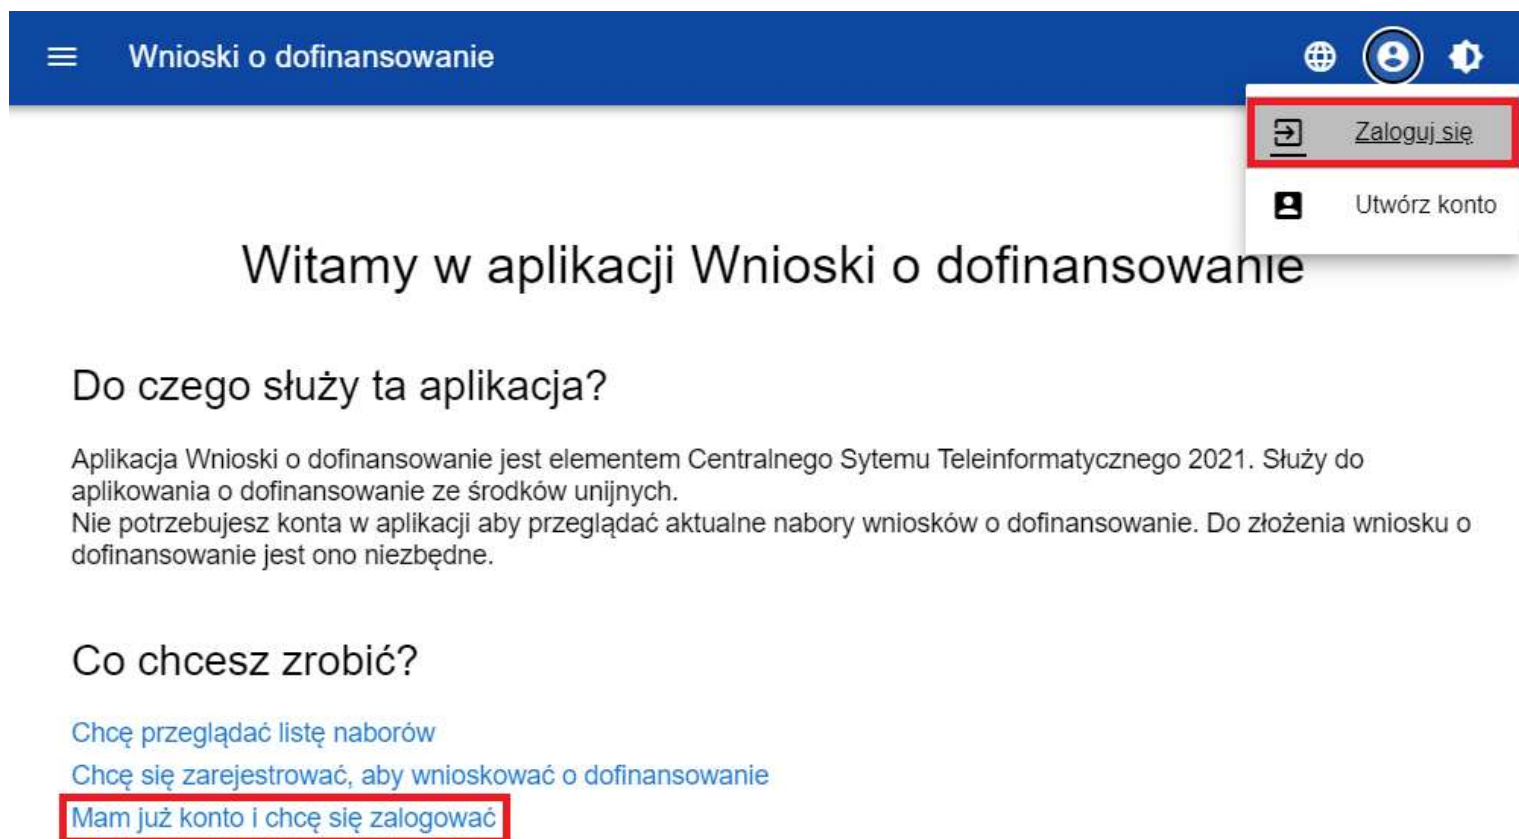 Wnioski o dofinansowanie
Zaloguj się
Utwórz konto
Witamy w aplikacji Wnioski o dofinansowanie
Do czego służy ta aplikacja?
Aplikacja Wnioski o dofinansowanie jest elementem Centralnego Sytemu Teleinformatycznego 2021. Służy do
aplikowania o dofinansowanie ze środków unijnych.
Nie potrzebujesz konta w aplikacji aby przeglądać aktualne nabory wniosków o dofinansowanie. Do złożenia wniosku o
dofinansowanie jest ono niezbędne.
Co chcesz zrobić?
Chcę przeglądać listę naborów
Chcę się zarejestrować, aby wnioskować o dofinansowanie
Mam już konto i chcę się zalogować